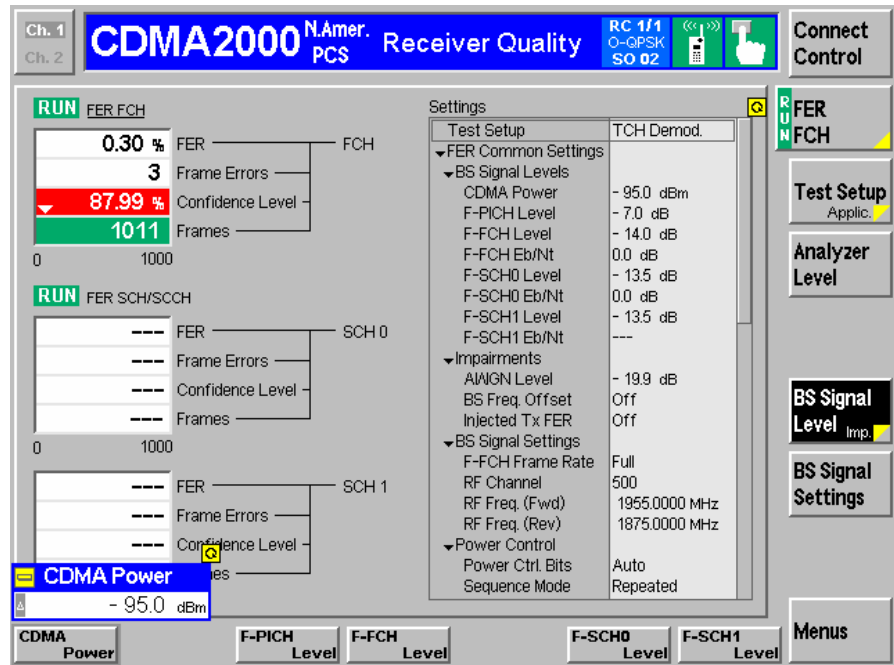 Ch. 1
Ch. 2
CDMA2000 N.Amer. PCS Receiver Quality
RC 1/1
O-QPSK
SO 02
Connect Control
RUN FER FCH
0.30 % FER FCH
3 Frame Errors
87.99 % Confidence Level
1011 Frames
0 1000
RUN FER SCH/SCCH
--- FER SCH 0
--- Frame Errors
--- Confidence Level
--- Frames
0 1000
--- FER SCH 1
--- Frame Errors
--- Confidence Level
es
CDMA Power
- 95.0 dBm
Settings
Test Setup TCH Demod.
FER Common Settings
BS Signal Levels
CDMA Power - 95.0 dBm
F-PICH Level - 7.0 dB
F-FCH Level - 14.0 dB
F-FCH Eb/Nt 0.0 dB
F-SCH0 Level - 13.5 dB
F-SCH0 Eb/Nt 0.0 dB
F-SCH1 Level - 13.5 dB
F-SCH1 Eb/Nt ---
Impairments
AWGN Level - 19.9 dB
BS Freq. Offset Off
Injected Tx FER Off
BS Signal Settings
F-FCH Frame Rate Full
RF Channel 500
RF Freq. (Fwd) 1955.0000 MHz
RF Freq. (Rev) 1875.0000 MHz
Power Control
Power Ctrl. Bits Auto
Sequence Mode Repeated
RUN
FER
FCH
Test Setup
Applic.
Analyzer
Level
BS Signal
Level Imp.
BS Signal
Settings
Menus
CDMA Power
F-PICH Level
F-FCH Level
F-SCH0 Level
F-SCH1 Level